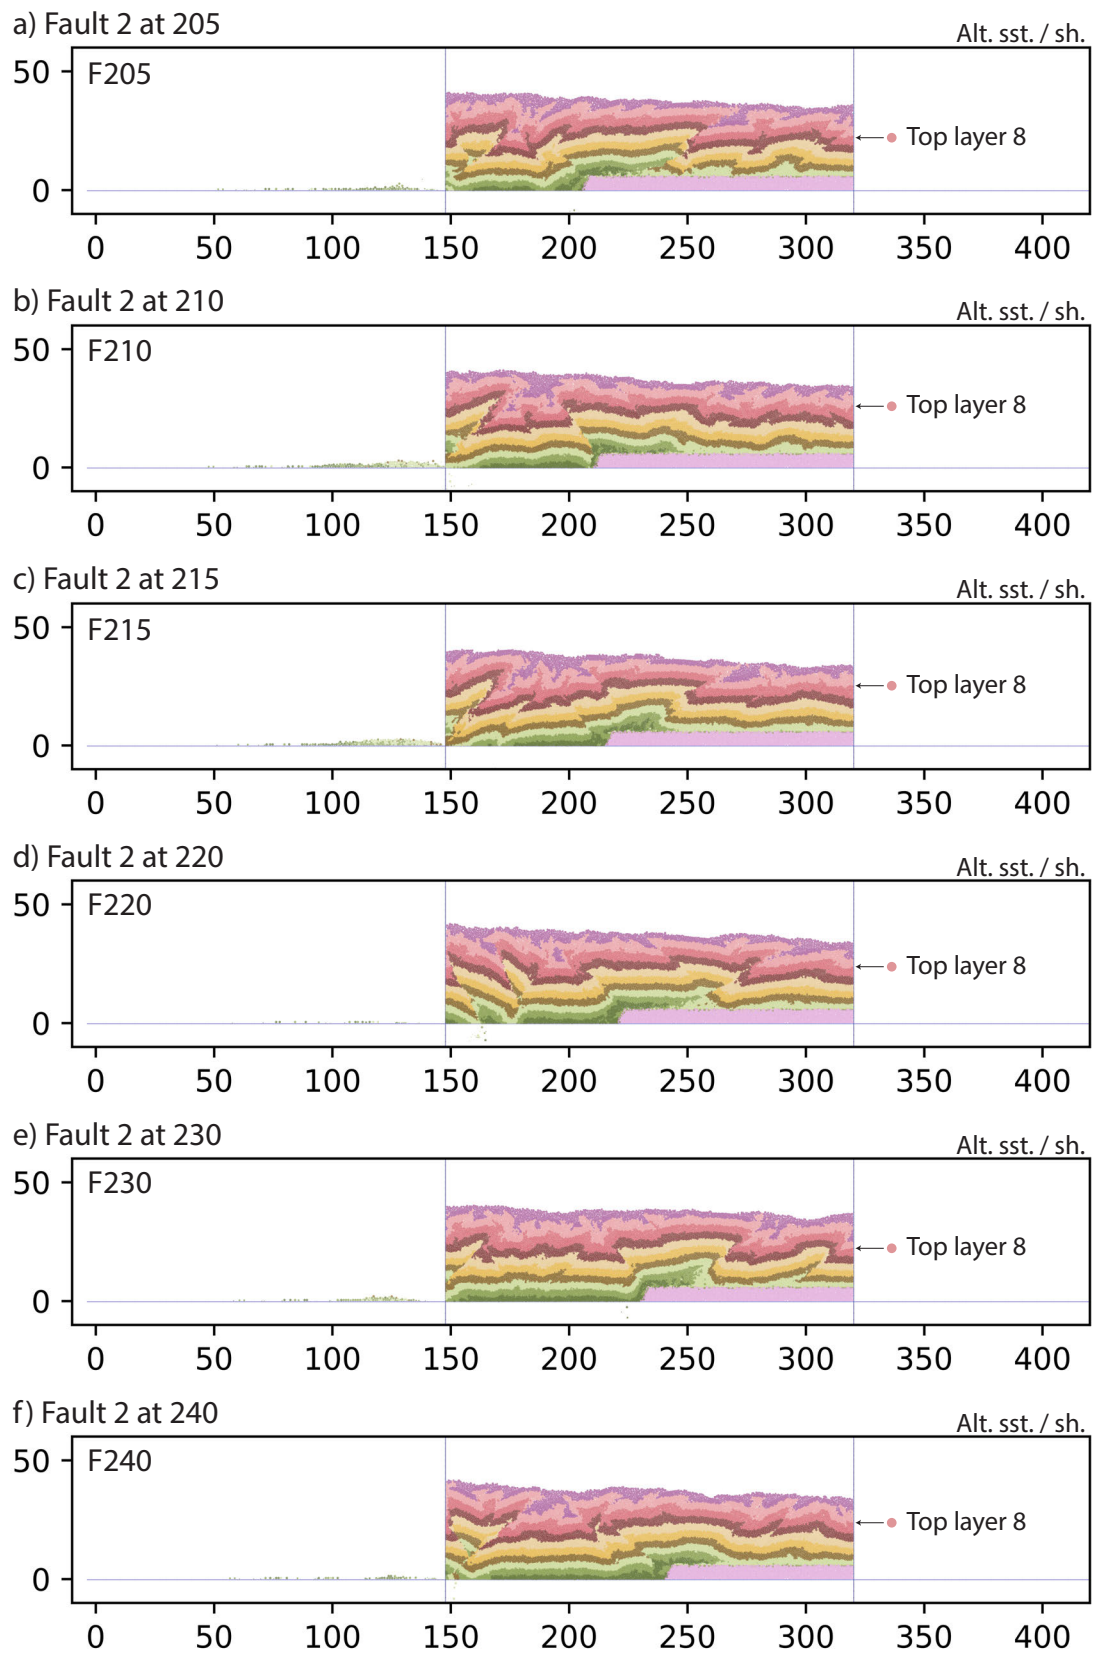 a) Fault 2 at 205
Alt. sst. / sh.
50
F205
Top layer 8
0
0 50 100 150 200 250 300 350 400
b) Fault 2 at 210
Alt. sst. / sh.
50
F210
Top layer 8
0
0 50 100 150 200 250 300 350 400
c) Fault 2 at 215
Alt. sst. / sh.
50
F215
Top layer 8
0
0 50 100 150 200 250 300 350 400
d) Fault 2 at 220
Alt. sst. / sh.
50
F220
Top layer 8
0
0 50 100 150 200 250 300 350 400
e) Fault 2 at 230
Alt. sst. / sh.
50
F230
Top layer 8
0
0 50 100 150 200 250 300 350 400
f) Fault 2 at 240
Alt. sst. / sh.
50
F240
Top layer 8
0
0 50 100 150 200 250 300 350 400